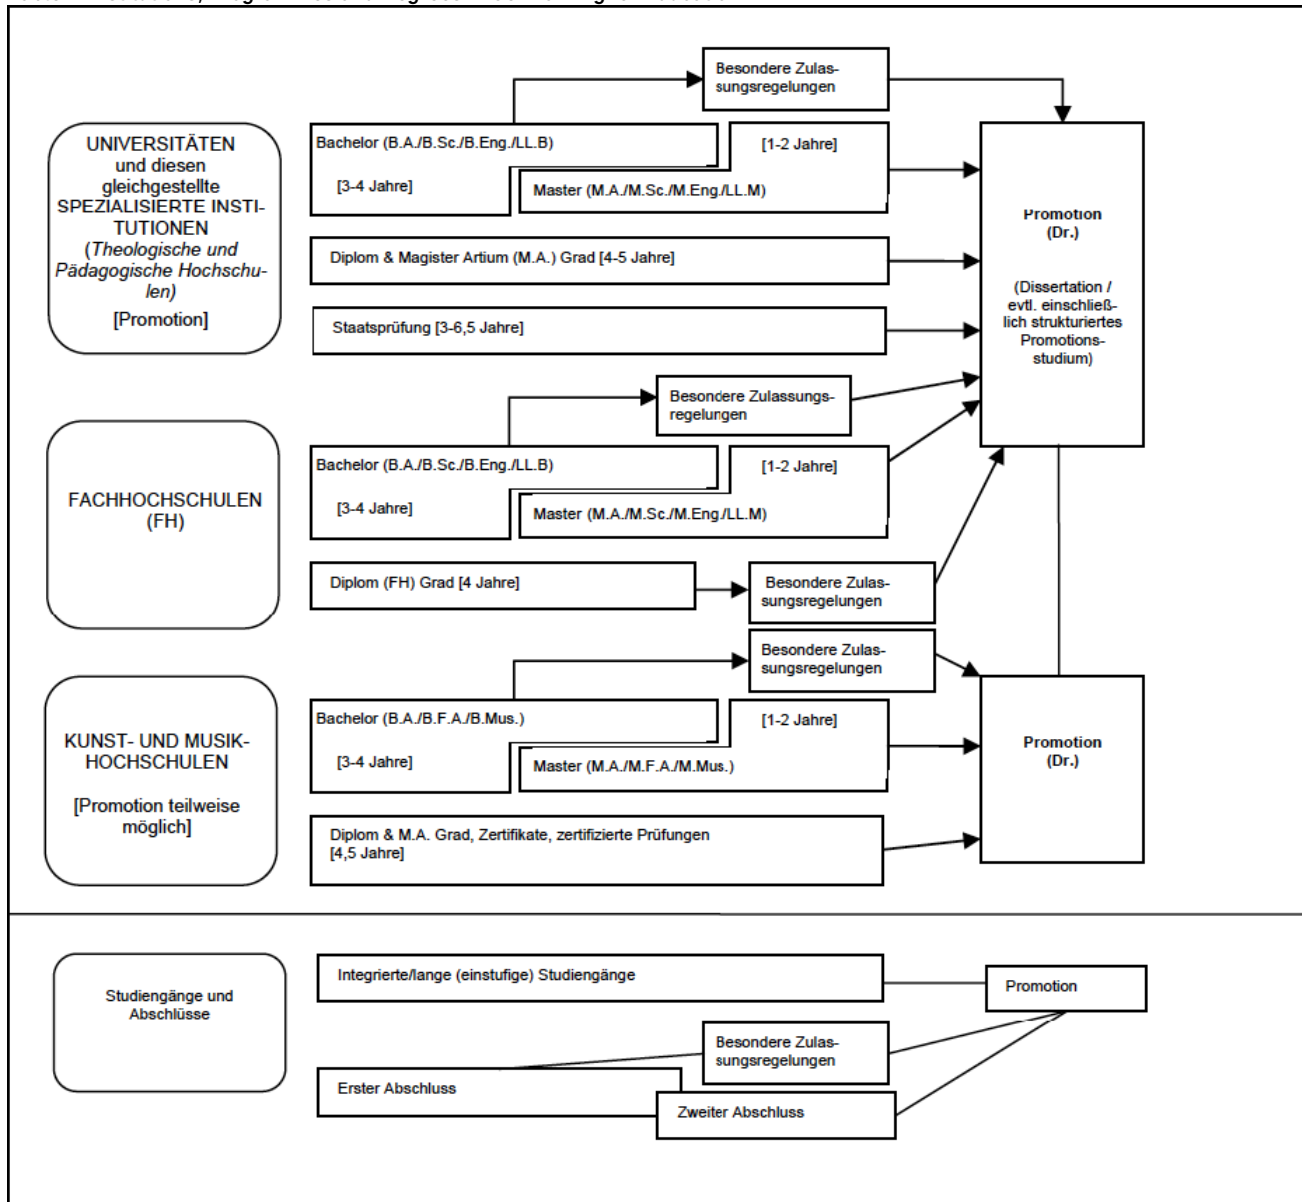 Besondere Zulas-
sungsregelungen
UNIVERSITÄTEN
und diesen
gleichgestellte
SPEZIALISIERTE INSTI-
TUTIONEN
(Theologische und
Pädagogische Hochschu-
len)
[Promotion]
Bachelor (B.A./B.Sc./B.Eng./LL.B)
[3-4 Jahre]
[1-2 Jahre]
Master (M.A./M.Sc./M.Eng./LL.M)
Diplom & Magister Artium (M.A.) Grad [4-5 Jahre]
Staatsprüfung [3-6,5 Jahre]
Promotion
(Dr.)
(Dissertation /
evtl. einschließ-
lich strukturiertes
Promotions-
studium)
Besondere Zulassungs-
regelungen
FACHHOCHSCHULEN
(FH)
Bachelor (B.A./B.Sc./B.Eng./LL.B)
[3-4 Jahre]
[1-2 Jahre]
Master (M.A./M.Sc./M.Eng./LL.M)
Diplom (FH) Grad [4 Jahre]
Besondere Zulas-
sungsregelungen
Besondere Zulas-
sungsregelungen
KUNST- UND MUSIK-
HOCHSCHULEN
[Promotion teilweise
möglich]
Bachelor (B.A./B.F.A./B.Mus.)
[3-4 Jahre]
[1-2 Jahre]
Master (M.A./M.F.A./M.Mus.)
Diplom & M.A. Grad, Zertifikate, zertifizierte Prüfungen
[4,5 Jahre]
Promotion
(Dr.)
Studiengänge und
Abschlüsse
Integrierte/lange (einstufige) Studiengänge
Promotion
Besondere Zulas-
sungsregelungen
Erster Abschluss
Zweiter Abschluss